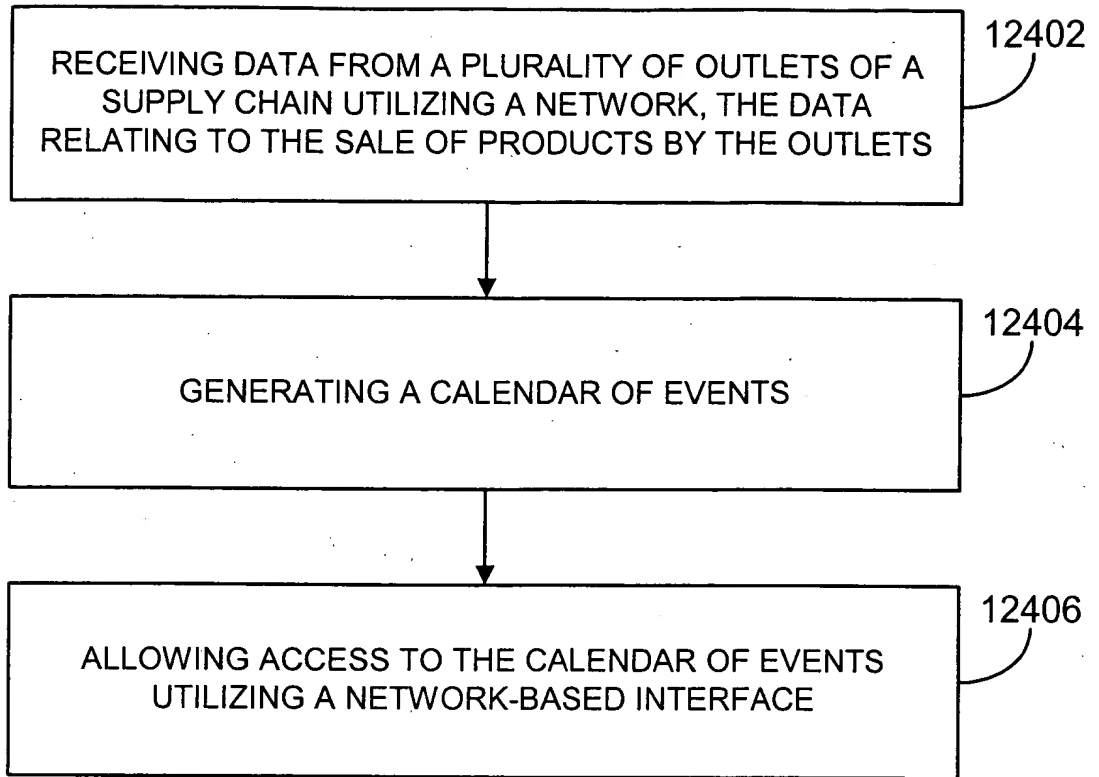 12402
RECEIVING DATA FROM A PLURALITY OF OUTLETS OF A
SUPPLY CHAIN UTILIZING A NETWORK, THE DATA
RELATING TO THE SALE OF PRODUCTS BY THE OUTLETS
12404
GENERATING A CALENDAR OF EVENTS
12406
ALLOWING ACCESS TO THE CALENDAR OF EVENTS
UTILIZING A NETWORK-BASED INTERFACE